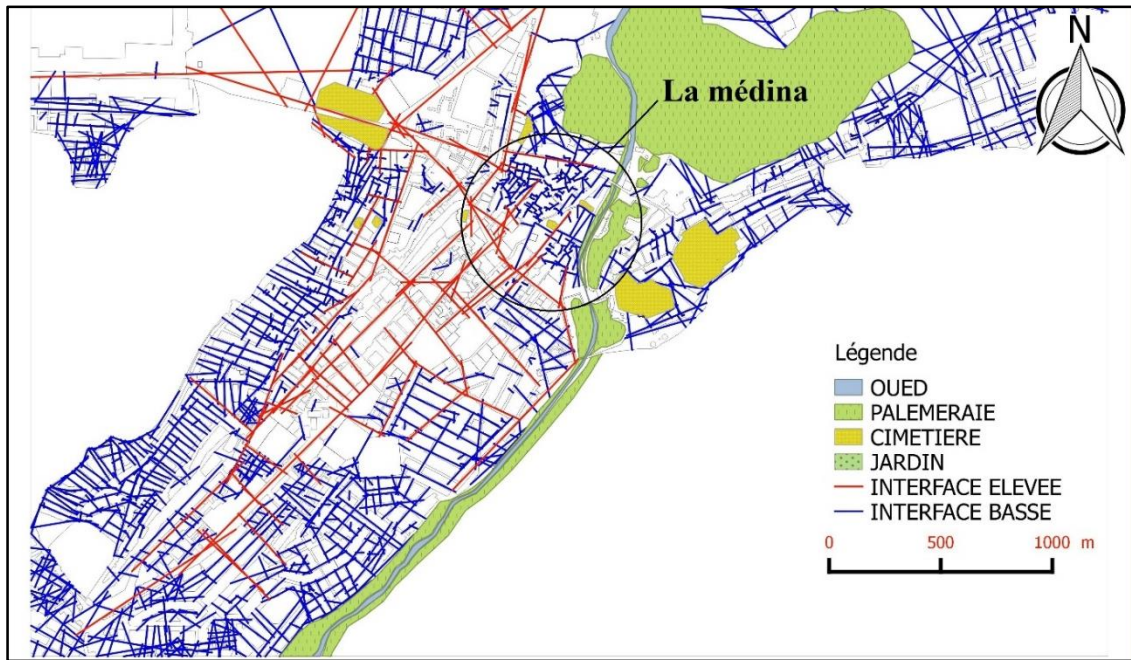 N
La médina
Légende
OUED
PALEMERAIE
CIMETIERE
JARDIN
INTERFACE ELEVEE
INTERFACE BASSE
0 500 1000 m